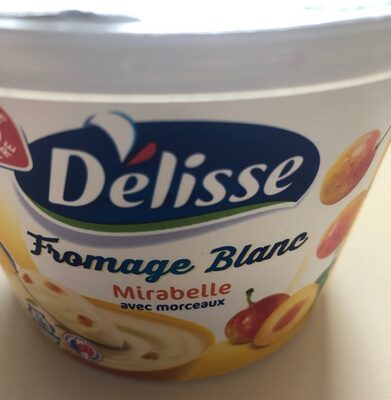 Délisse
Fromage Blanc
Mirabelle
avec morceaux